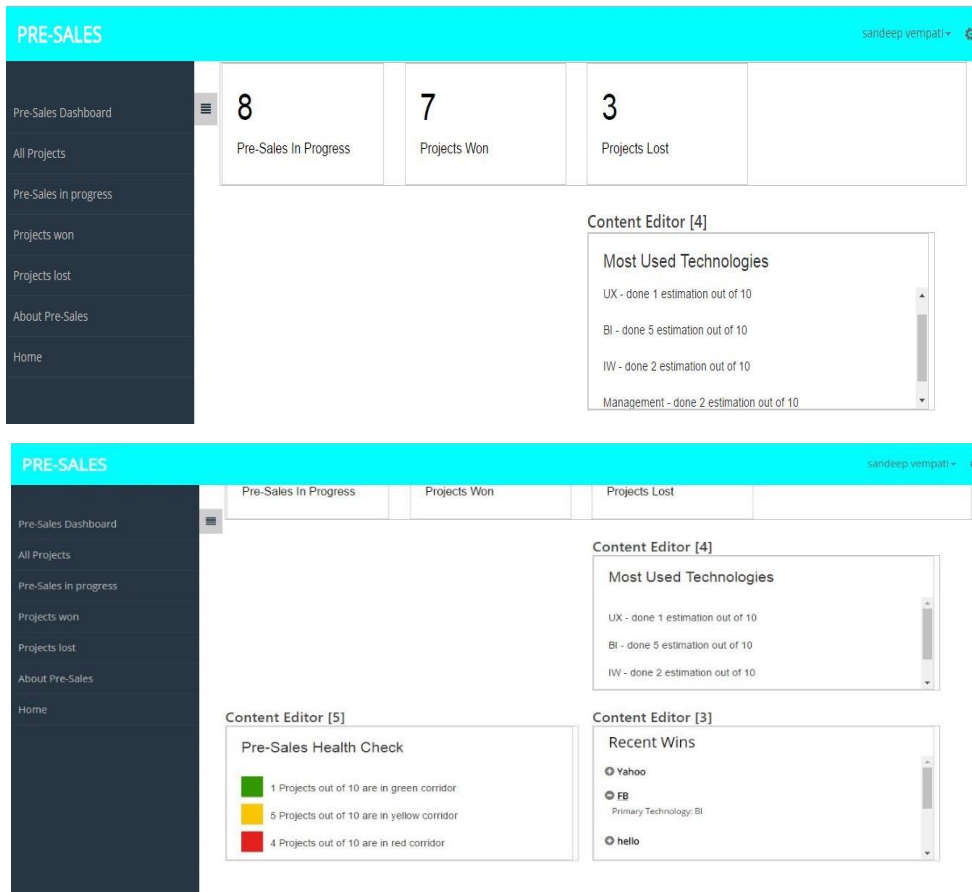 PRE-SALES
sandeep vempati
Pre-Sales Dashboard
All Projects
Pre-Sales in progress
Projects won
Projects lost
About Pre-Sales
Home
8
Pre-Sales In Progress
7
Projects Won
3
Projects Lost
Content Editor [4]
Most Used Technologies
UX - done 1 estimation out of 10
BI - done 5 estimation out of 10
IW - done 2 estimation out of 10
Management - done 2 estimation out of 10
PRE-SALES
sandeep vempati
Pre-Sales Dashboard
All Projects
Pre-Sales in progress
Projects won
Projects lost
About Pre-Sales
Home
Pre-Sales In Progress
Projects Won
Projects Lost
Content Editor [4]
Most Used Technologies
UX - done 1 estimation out of 10
BI - done 5 estimation out of 10
IW - done 2 estimation out of 10
Content Editor [5]
Pre-Sales Health Check
1 Projects out of 10 are in green corridor
5 Projects out of 10 are in yellow corridor
4 Projects out of 10 are in red corridor
Content Editor [3]
Recent Wins
Yahoo
FB
Primary Technology: BI
hello